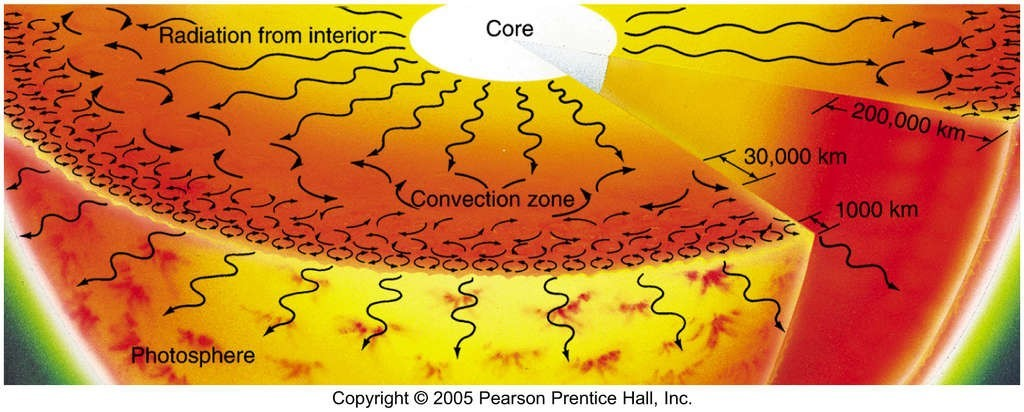 Core
Radiation from interior
200,000 km
30,000 km
Convection zone
1000 km
Photosphere
Copyright © 2005 Pearson Prentice Hall, Inc.